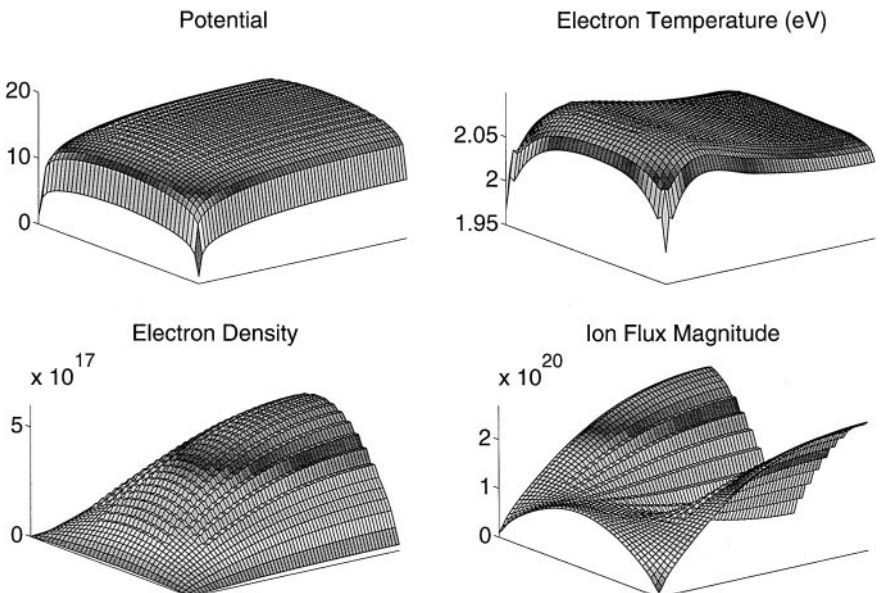 Potential
20
10
0
Electron Temperature (eV)
2.05
2
1.95
Electron Density
x 10^17
5
0
Ion Flux Magnitude
x 10^20
2
1
0